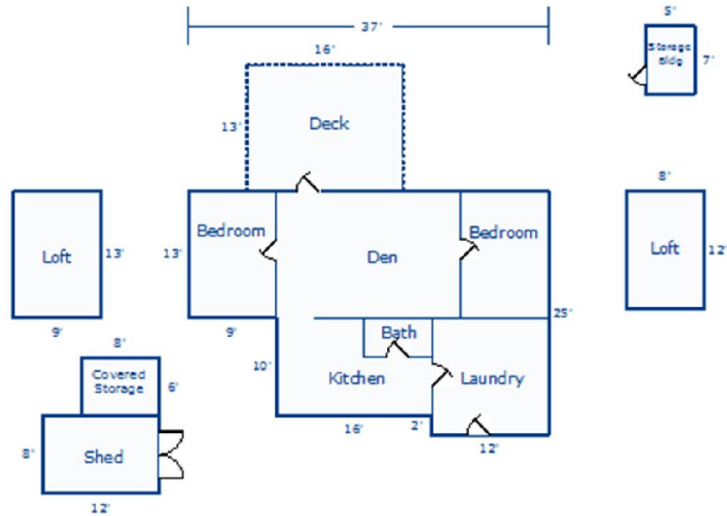 37'
16'
13'
Deck
5'
Storage
Bldg
7'
Loft
13'
9'
13'
Bedroom
9'
Den
Bedroom
25'
8'
Loft
12'
Bath
10'
Kitchen
16'
2'
Laundry
12'
8'
Covered
Storage
6'
8'
Shed
12'